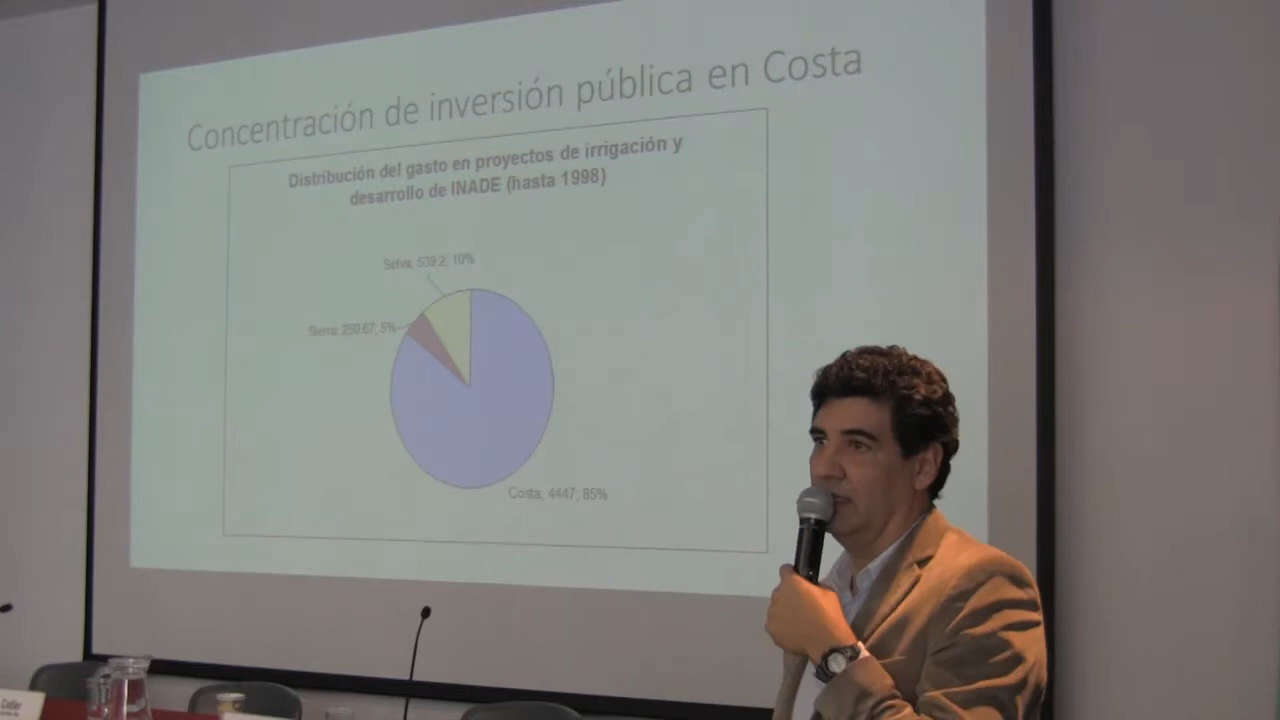 Concentración de inversión pública en Costa
Distribución del gasto en proyectos de irrigación y
desarrollo de INADE (hasta 1998)
Selva; 539.2; 10%
Sierra; 250.67; 5%
Costa; 4447; 85%